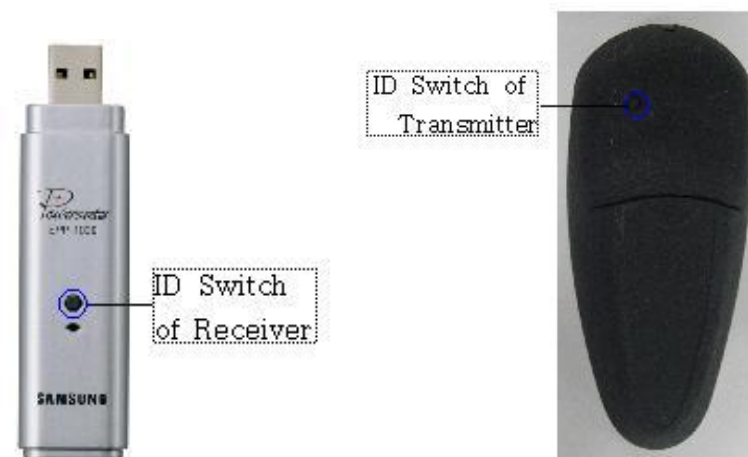 ID Switch of
Transmitter
ID Switch
of Receiver
SAMSUNG